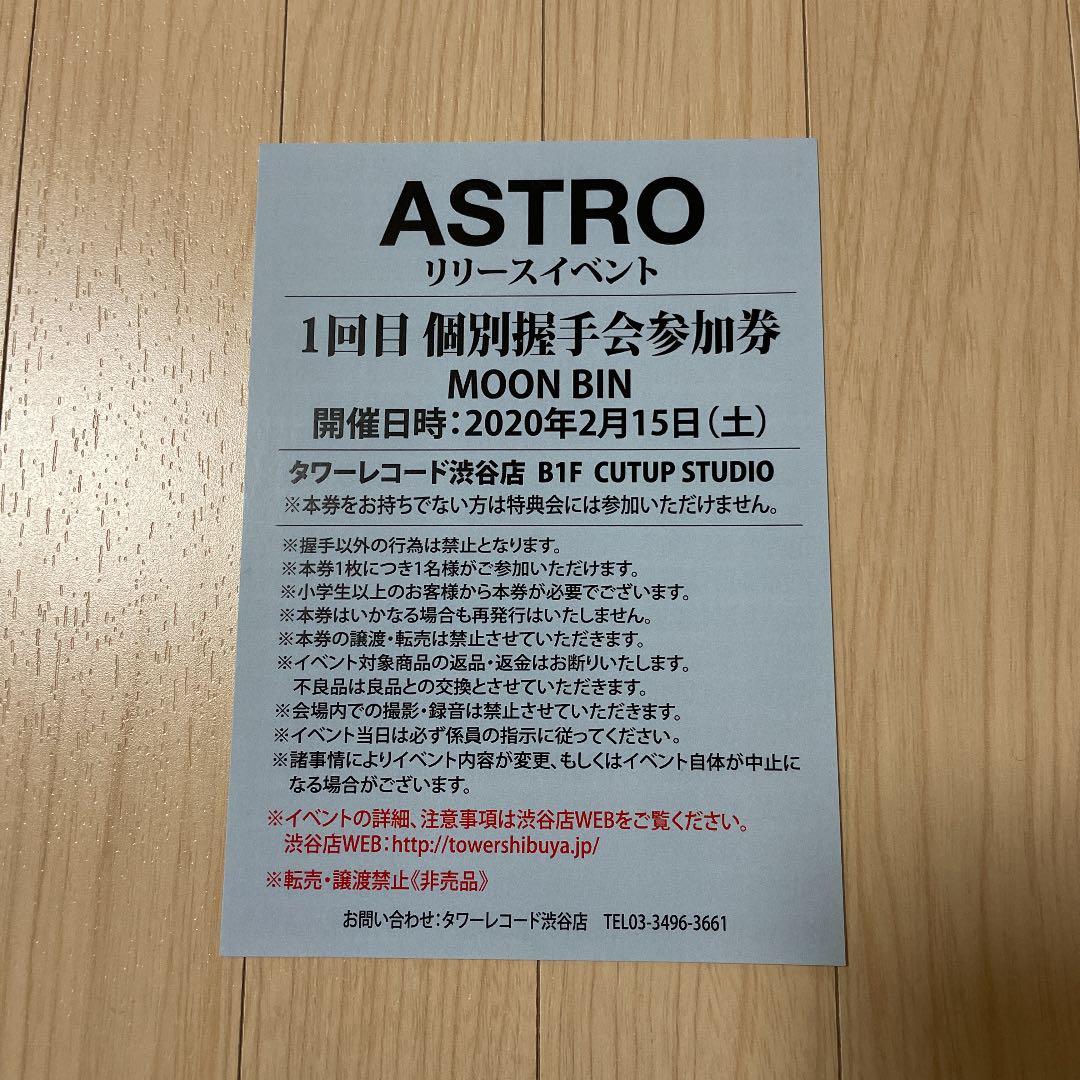 ASTRO
リリースイベント
1回目 個別握手会参加券
MOON BIN
開催日時：2020年2月15日（土）
タワーレコード渋谷店 B1F CUTUP STUDIO
※本券をお持ちでない方は特典会には参加いただけません。
※握手以外の行為は禁止となります。
※本券1枚につき1名様がご参加いただけます。
※小学生以上のお客様から本券が必要でございます。
※本券はいかなる場合も再発行はいたしません。
※本券の譲渡・転売は禁止させていただきます。
※イベント対象商品の返品・返金はお断りいたします。
不良品は良品との交換とさせていただきます。
※会場内での撮影・録音は禁止させていただきます。
※イベント当日は必ず係員の指示に従ってください。
※諸事情によりイベント内容が変更、もしくはイベント自体が中止に
なる場合がございます。
※イベントの詳細、注意事項は渋谷店WEBをご覧ください。
渋谷店WEB：http://towershibuya.jp/
※転売・譲渡禁止《非売品》
お問い合わせ：タワーレコード渋谷店 TEL03-3496-3661